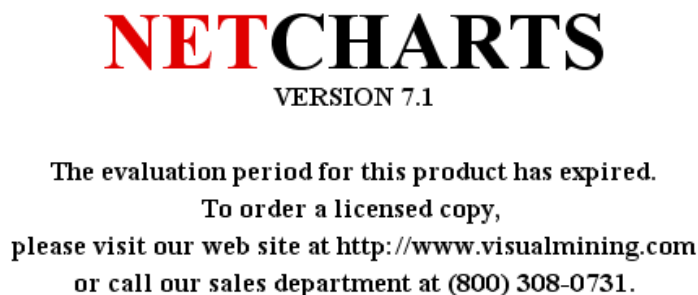 NETCHARTS
VERSION 7.1
The evaluation period for this product has expired.
To order a licensed copy,
please visit our web site at http://www.visualmining.com
or call our sales department at (800) 308-0731.